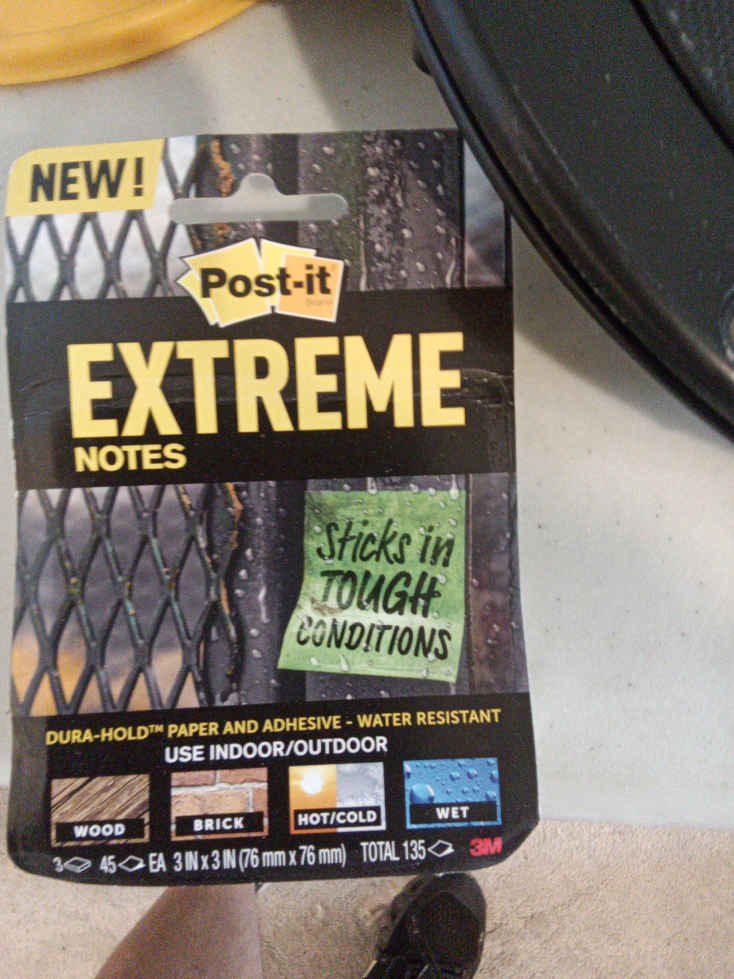 NEW!
Post-it
Brand
EXTREME
NOTES
Sticks in
TOUGH
CONDITIONS
DURA-HOLD™ PAPER AND ADHESIVE - WATER RESISTANT
USE INDOOR/OUTDOOR
WOOD BRICK HOT/COLD WET
3 45 EA 3 IN x 3 IN (76 mm x 76 mm) TOTAL 135 3M